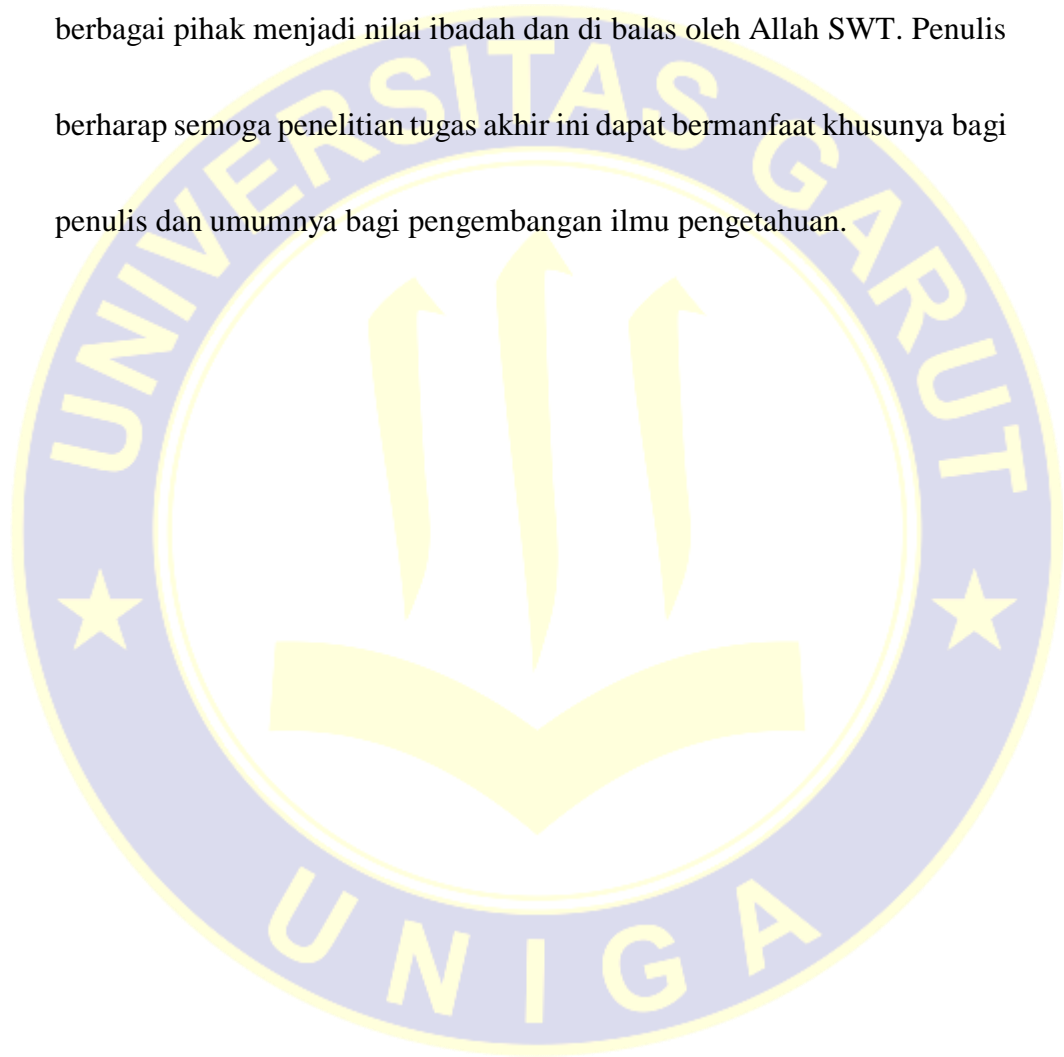 berbagai pihak menjadi nilai ibadah dan di balas oleh Allah SWT. Penulis
berharap semoga penelitian tugas akhir ini dapat bermanfaat khusunya bagi
penulis dan umumnya bagi pengembangan ilmu pengetahuan.
UNIVERSITAS GARUT
UNIGA